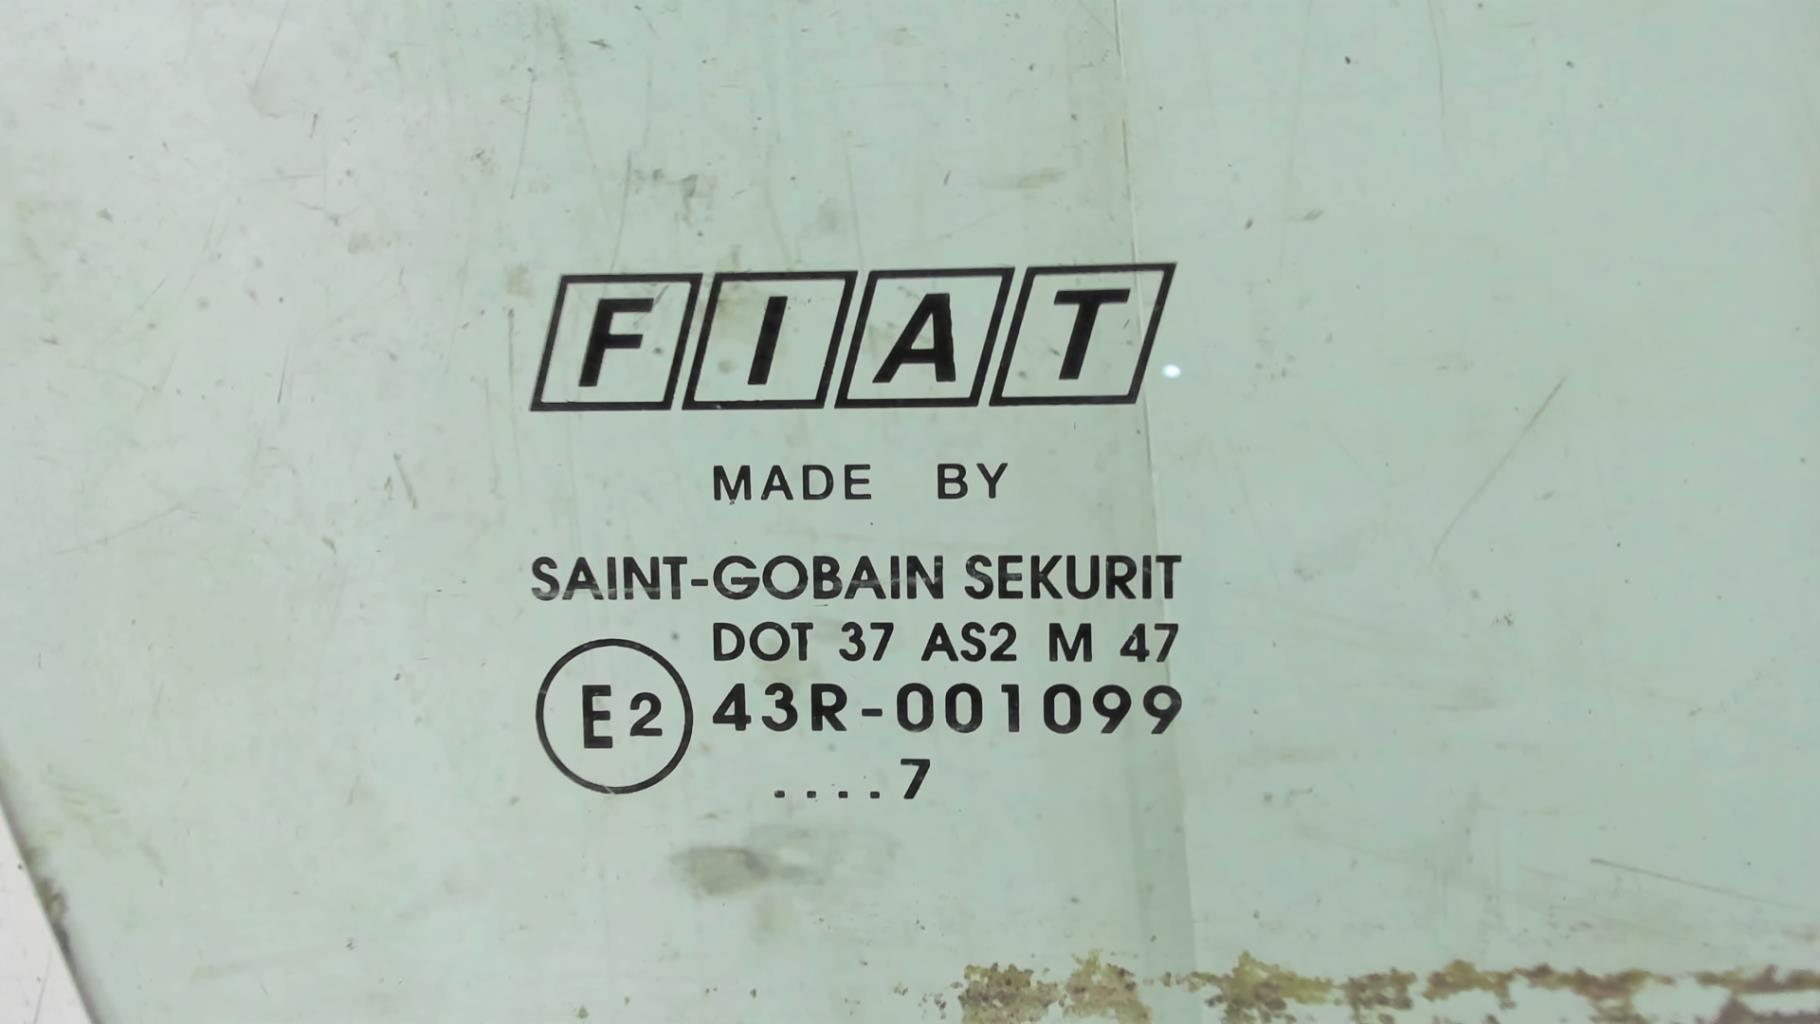 FIAT
MADE BY
SAINT-GOBAIN SEKURIT
DOT 37 AS2 M 47
E2 43R-001099
....7